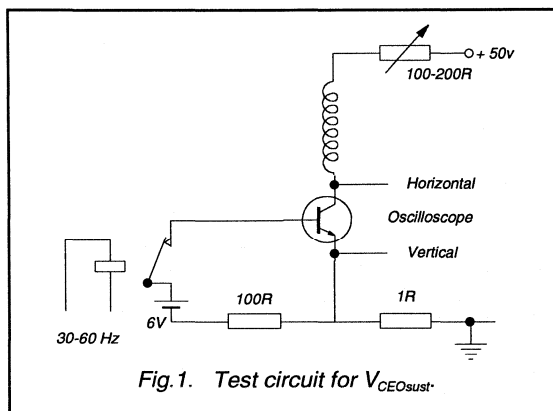 + 50v
100-200R
Horizontal
Oscilloscope
Vertical
100R
1R
6V
30-60 Hz
Fig.1. Test circuit for VCEOsust.